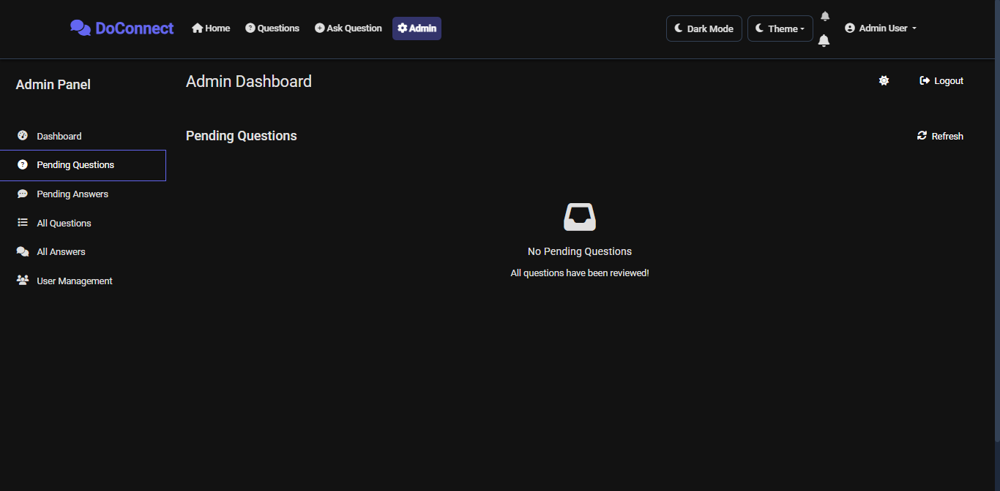 DoConnect Home Questions Ask Question Admin Dark Mode Theme Admin User
Admin Panel
Admin Dashboard
Logout
Dashboard
Pending Questions
Pending Answers
All Questions
All Answers
User Management
Pending Questions
Refresh
No Pending Questions
All questions have been reviewed!